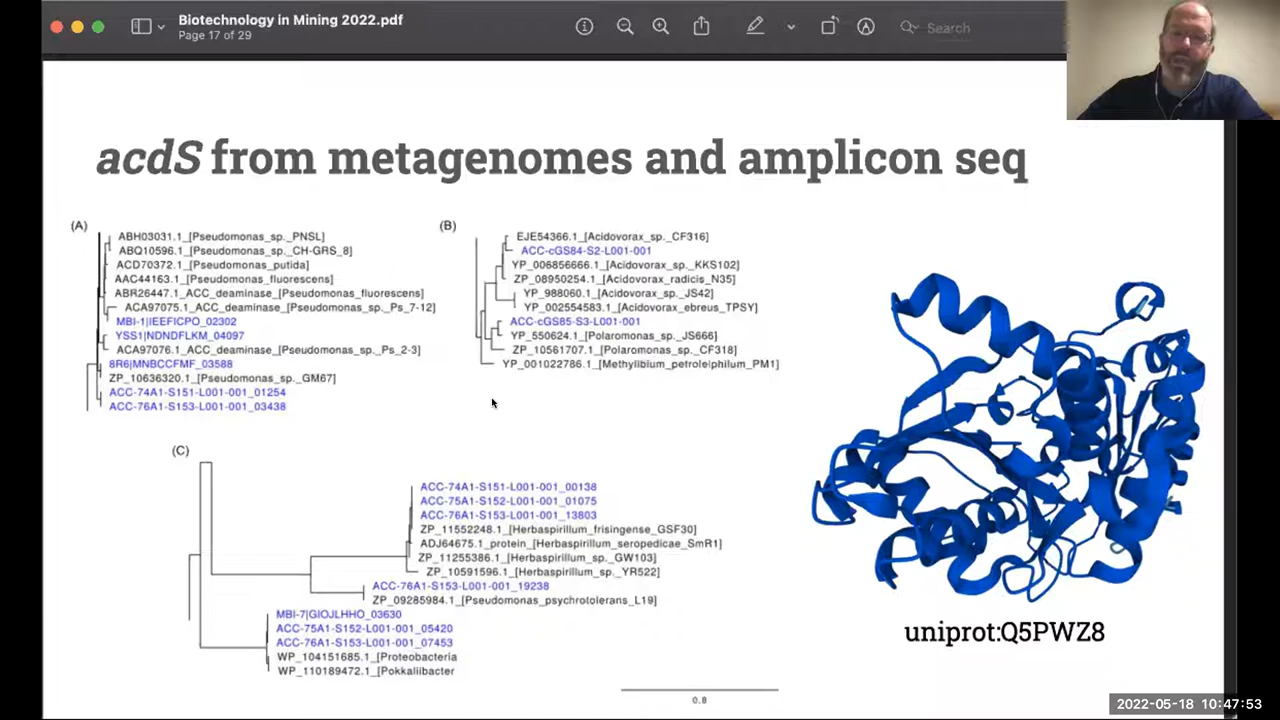 Biotechnology in Mining 2022.pdf
Page 17 of 29
Search
acdS from metagenomes and amplicon seq
(A)
ABH03031.1_[Pseudomonas_sp._PNSL]
ABQ10596.1_[Pseudomonas_sp._CH-GRS_8]
ACD70372.1_[Pseudomonas_putida]
AAC44163.1_[Pseudomonas_fluorescens]
ABR26447.1_ACC_deaminase_[Pseudomonas_fluorescens]
ACA97075.1_ACC_deaminase_[Pseudomonas_sp._Ps_7-12]
MBI-1|IEEFICPO_02302
YSS1|NDNDFLKM_04097
ACA97076.1_ACC_deaminase_[Pseudomonas_sp._Ps_2-3]
8R6|MNBCCFMF_03588
ZP_10636320.1_[Pseudomonas_sp._GM67]
ACC-74A1-S151-L001-001_01254
ACC-76A1-S153-L001-001_03438
(B)
EJE54366.1_[Acidovorax_sp._CF316]
ACC-cGS84-S2-L001-001
YP_006856666.1_[Acidovorax_sp._KKS102]
ZP_08950254.1_[Acidovorax_radicis_N35]
YP_988060.1_[Acidovorax_sp._JS42]
YP_002554583.1_[Acidovorax_ebreus_TPSY]
ACC-cGS85-S3-L001-001
YP_550624.1_[Polaromonas_sp._JS666]
ZP_10561707.1_[Polaromonas_sp._CF318]
YP_001022786.1_[Methylibium_petroleiphilum_PM1]
(C)
ACC-74A1-S151-L001-001_00138
ACC-75A1-S152-L001-001_01075
ACC-76A1-S153-L001-001_13803
ZP_11552248.1_[Herbaspirillum_frisingense_GSF30]
ADJ64675.1_protein_[Herbaspirillum_seropedicae_SmR1]
ZP_11255386.1_[Herbaspirillum_sp._GW103]
ZP_10591596.1_[Herbaspirillum_sp._YR522]
ACC-76A1-S153-L001-001_19238
ZP_09285984.1_[Pseudomonas_psychrotolerans_L19]
MBI-7|GIOJLHHO_03630
ACC-75A1-S152-L001-001_05420
ACC-76A1-S153-L001-001_07453
WP_104151685.1_[Proteobacteria
WP_110189472.1_[Pokkaliibacter
0.8
uniprot:Q5PWZ8
2022-05-18 10:47:53